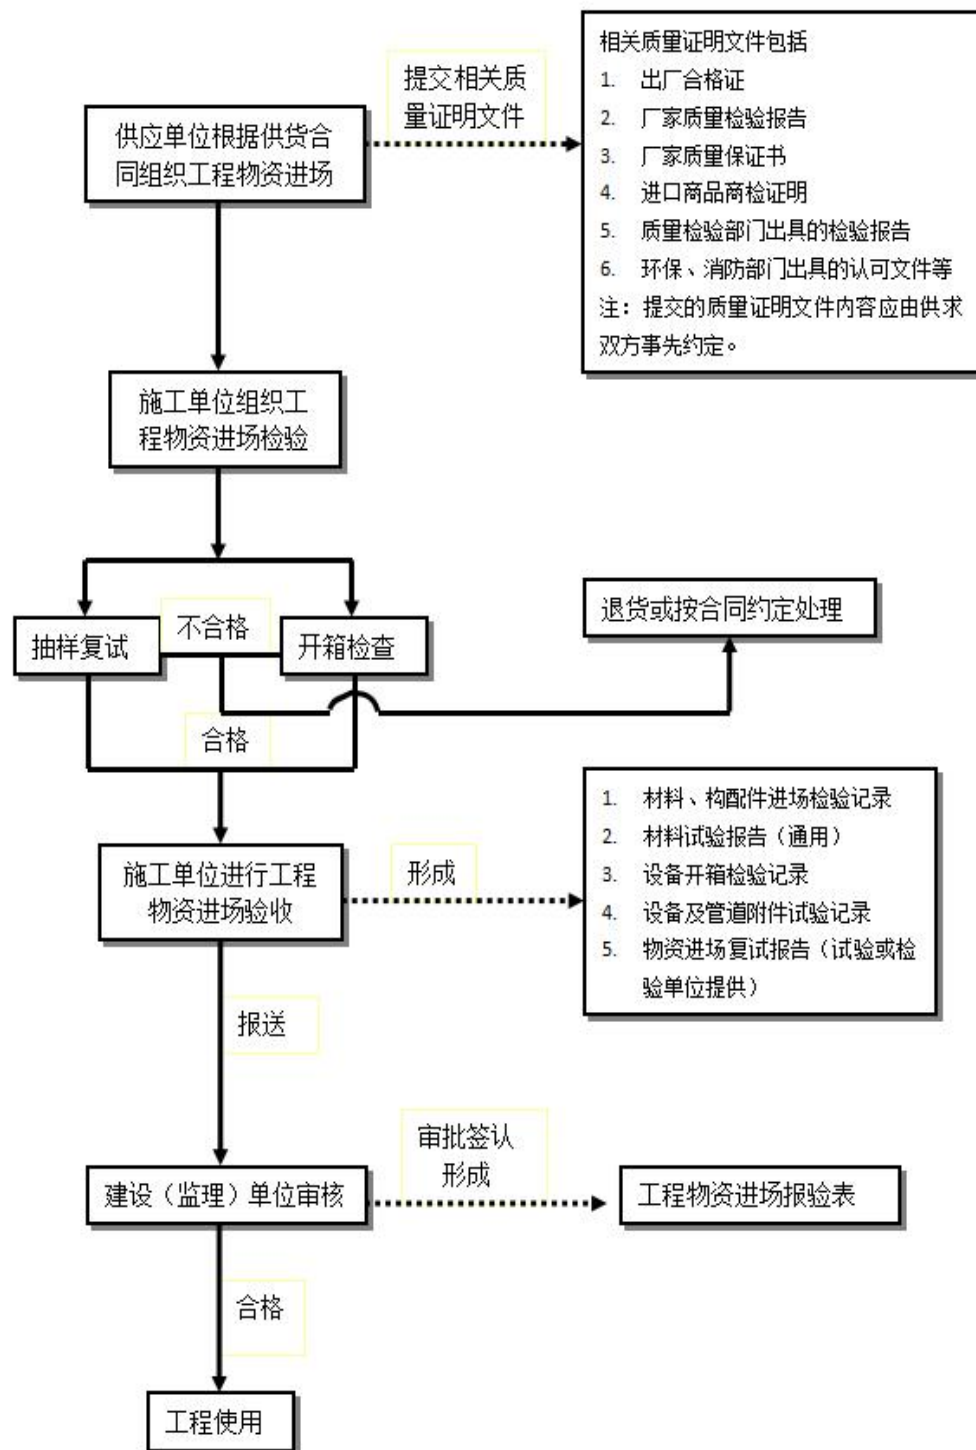 提交相关质
量证明文件
供应单位根据供货合
同组织工程物资进场
相关质量证明文件包括
1. 出厂合格证
2. 厂家质量检验报告
3. 厂家质量保证书
4. 进口商品商检证明
5. 质量检验部门出具的检验报告
6. 环保、消防部门出具的认可文件等
注：提交的质量证明文件内容应由供求
双方事先约定。
施工单位组织工
程物资进场检验
抽样复试
不合格
开箱检查
退货或按合同约定处理
合格
施工单位进行工程
物资进场验收
形成
1. 材料、构配件进场检验记录
2. 材料试验报告（通用）
3. 设备开箱检验记录
4. 设备及管道附件试验记录
5. 物资进场复试报告（试验或检
验单位提供）
报送
建设（监理）单位审核
审批签认
形成
工程物资进场报验表
合格
工程使用